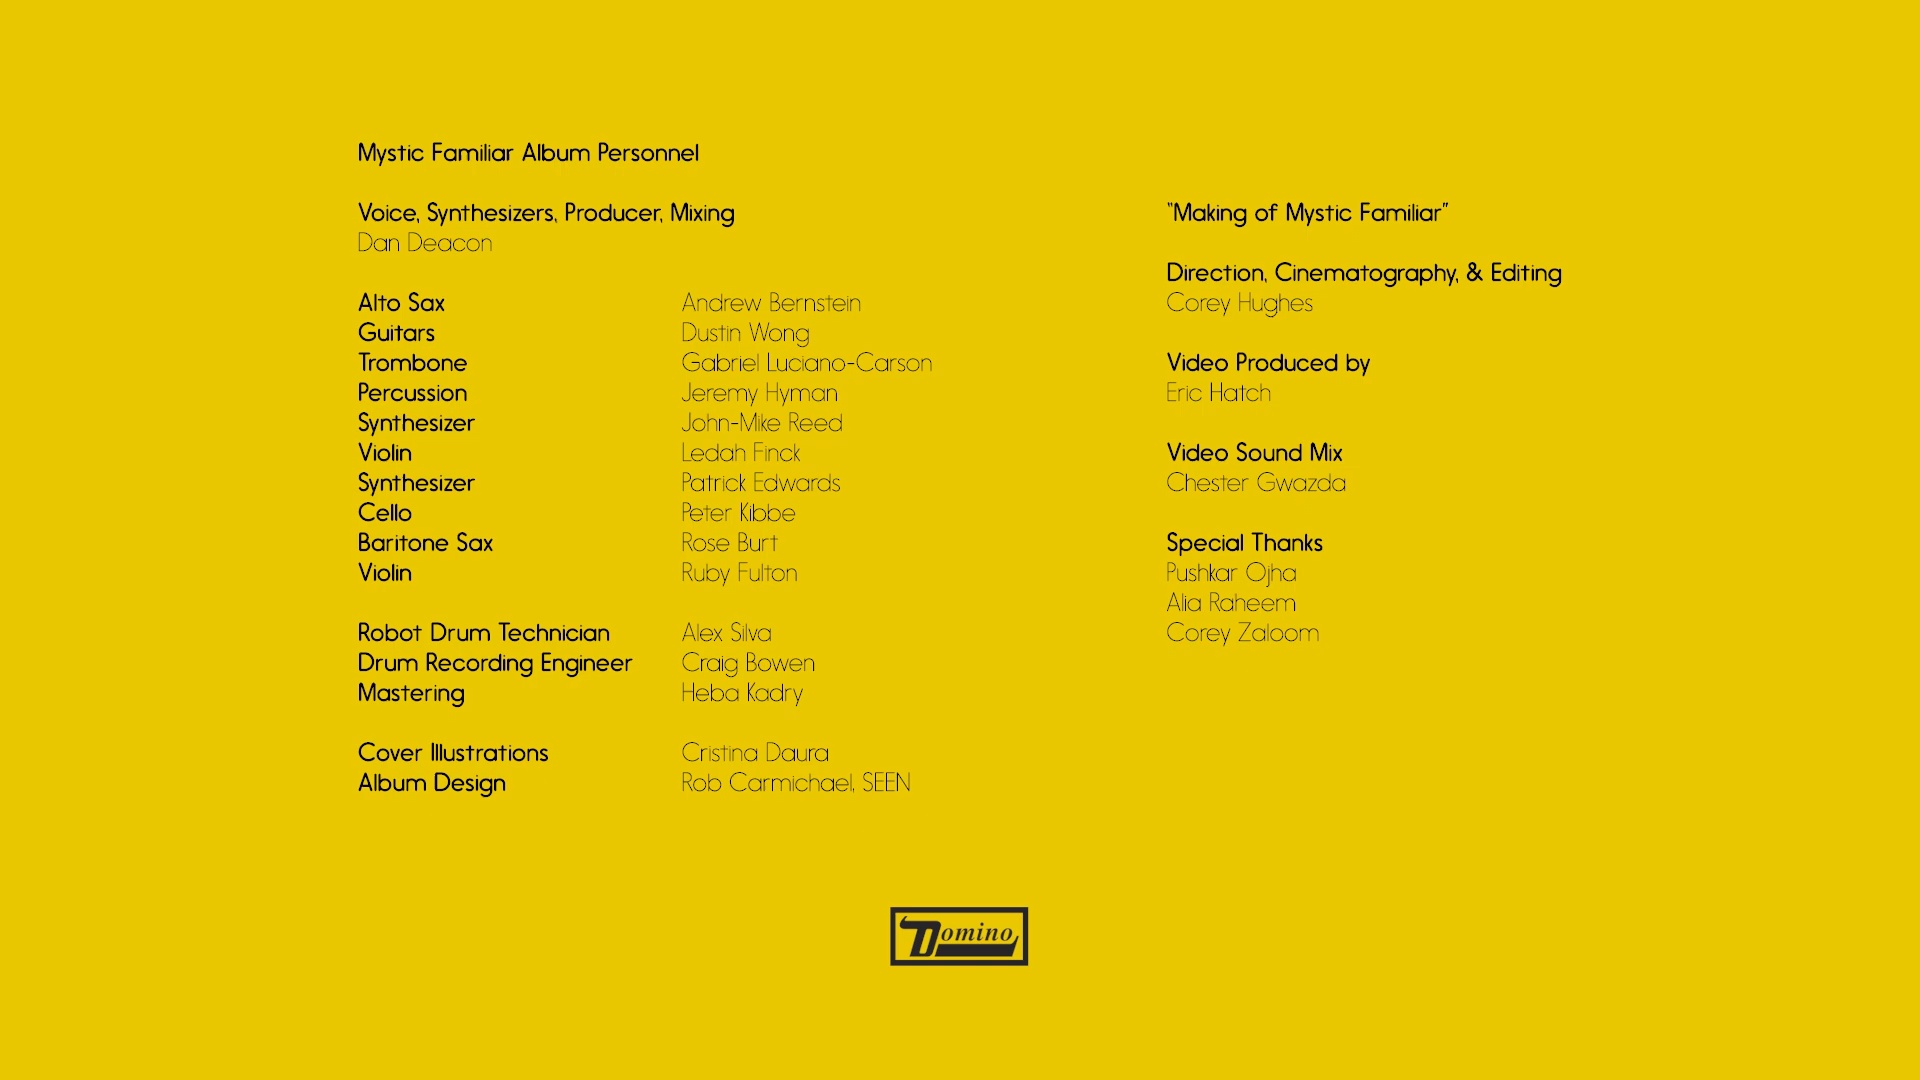 Mystic Familiar Album Personnel
Voice, Synthesizers, Producer, Mixing
Dan Deacon
Alto Sax Andrew Bernstein
Guitars Dustin Wong
Trombone Gabriel Luciano-Carson
Percussion Jeremy Hyman
Synthesizer John-Mike Reed
Violin Ledah Finck
Synthesizer Patrick Edwards
Cello Peter Kibbe
Baritone Sax Rose Burt
Violin Ruby Fulton
Robot Drum Technician Alex Silva
Drum Recording Engineer Craig Bowen
Mastering Heba Kadry
Cover Illustrations Cristina Daura
Album Design Rob Carmichael, SEEN
"Making of Mystic Familiar"
Direction, Cinematography, & Editing
Corey Hughes
Video Produced by
Eric Hatch
Video Sound Mix
Chester Gwazda
Special Thanks
Pushkar Ojha
Alia Raheem
Corey Zaloom
Domino